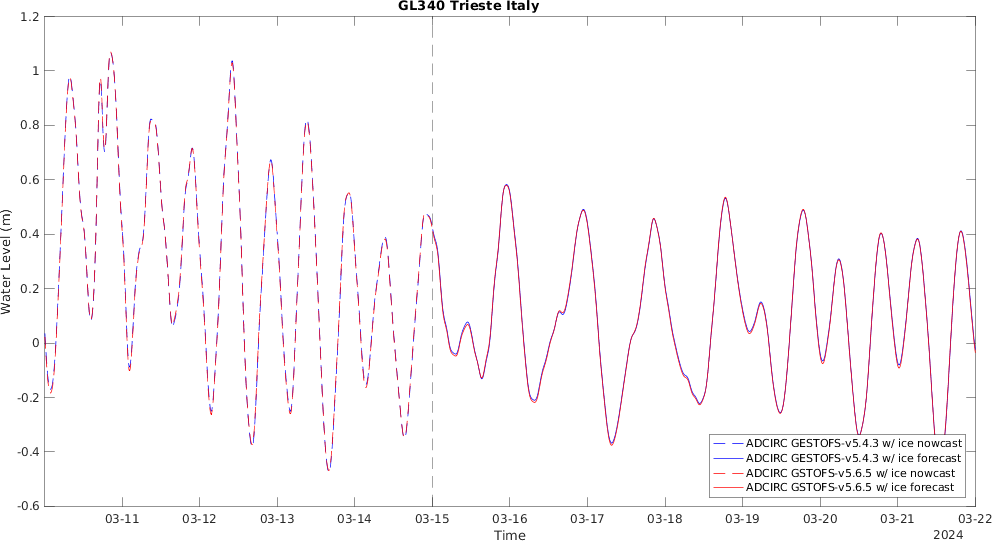 GL340 Trieste Italy
1.2
1
0.8
0.6
0.4
0.2
0
-0.2
-0.4
-0.6
Water Level (m)
ADCIRC GESTOFS-v5.4.3 w/ ice nowcast
ADCIRC GESTOFS-v5.4.3 w/ ice forecast
ADCIRC GSTOFS-v5.6.5 w/ ice nowcast
ADCIRC GSTOFS-v5.6.5 w/ ice forecast
03-11 03-12 03-13 03-14 03-15 03-16 03-17 03-18 03-19 03-20 03-21 03-22
Time
2024